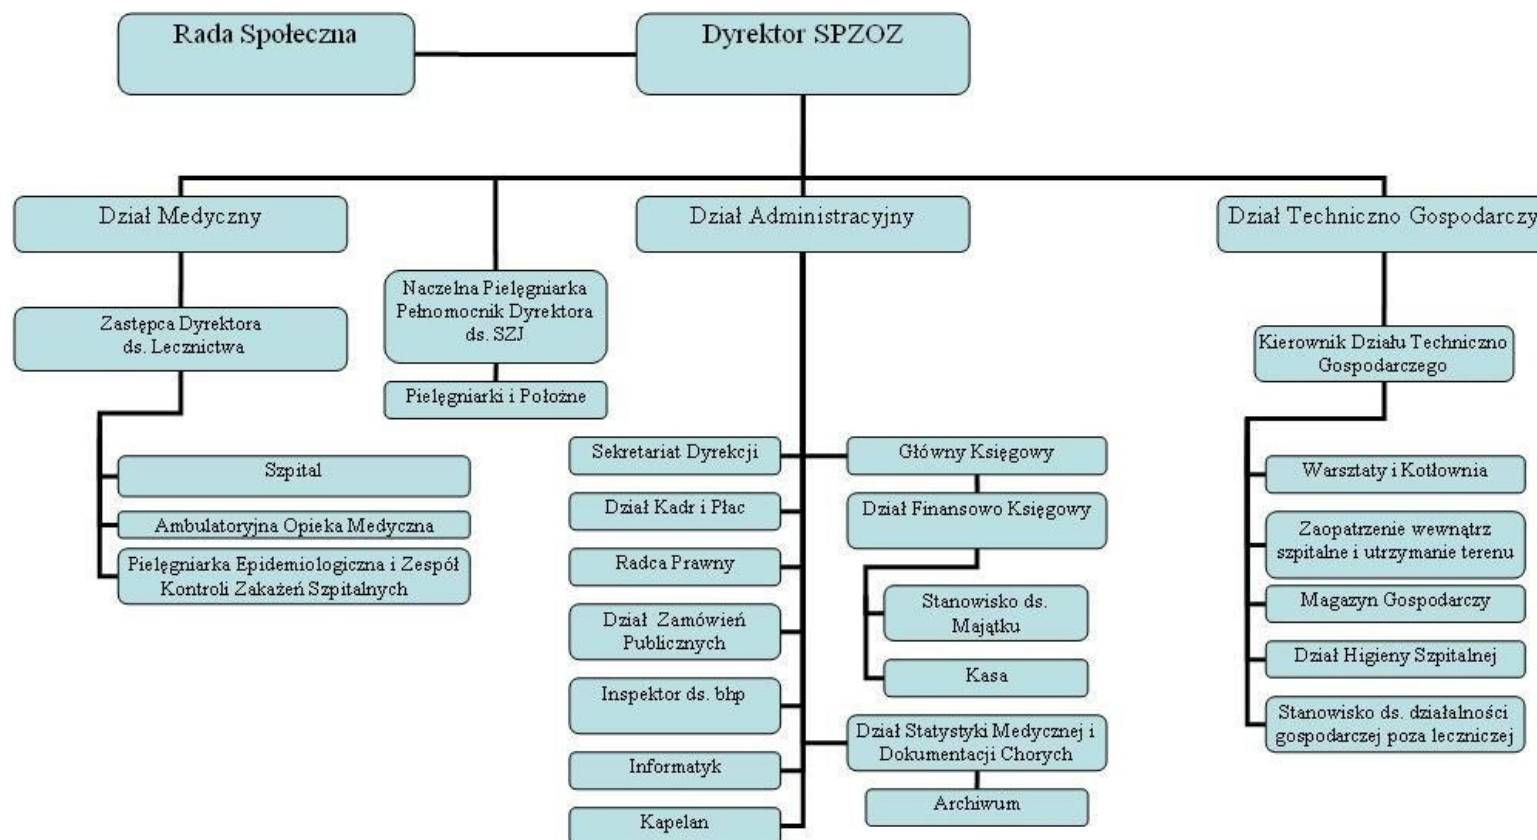 Rada Społeczna
Dyrektor SPZOZ
Dział Medyczny
Dział Administracyjny
Dział Techniczno Gospodarczy
Zastępca Dyrektora
ds. Lecznictwa
Naczelna Pielęgniarka
Pełnomocnik Dyrektora
ds. SZJ
Pielęgniarki i Położne
Kierownik Działu Techniczno
Gospodarczego
Szpital
Ambulatoryjna Opieka Medyczna
Pielęgniarka Epidemiologiczna i Zespół
Kontroli Zakażeń Szpitalnych
Sekretariat Dyrekcji
Dział Kadr i Płac
Radca Prawny
Dział Zamówień
Publicznych
Inspektor ds. bhp
Informatyk
Kapelan
Główny Księgowy
Dział Finansowo Księgowy
Stanowisko ds.
Majątku
Kasa
Dział Statystyki Medycznej i
Dokumentacji Chorych
Archiwum
Warsztaty i Kotłownia
Zaopatrzenie wewnątrz
szpitalne i utrzymanie terenu
Magazyn Gospodarczy
Dział Higieny Szpitalnej
Stanowisko ds. działalności
gospodarczej poza leczniczej